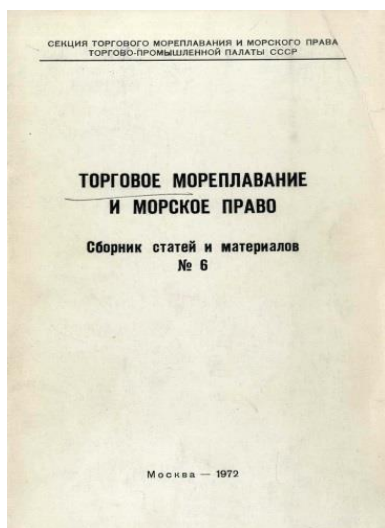 СЕКЦИЯ ТОРГОВОГО МОРЕПЛАВАНИЯ И МОРСКОГО ПРАВА
ТОРГОВО-ПРОМЫШЛЕННОЙ ПАЛАТЫ СССР
ТОРГОВОЕ МОРЕПЛАВАНИЕ
И МОРСКОЕ ПРАВО
Сборник статей и материалов
№ 6
Москва — 1972